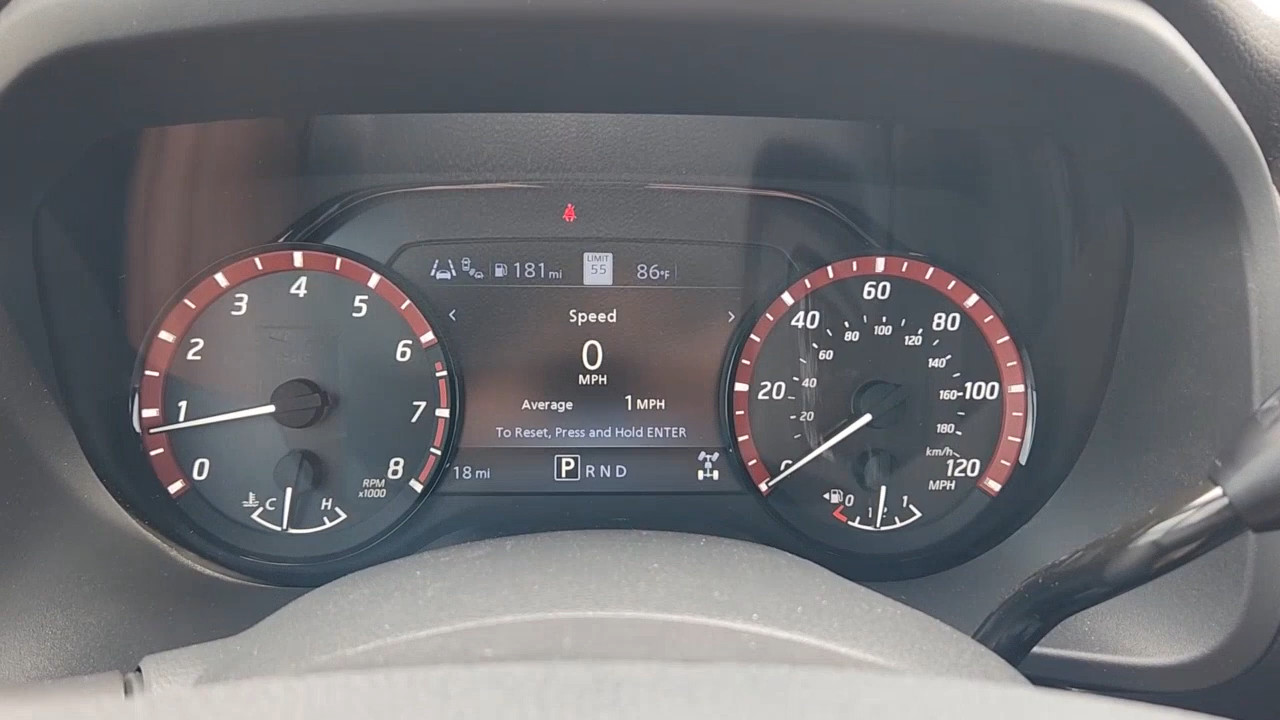 181 mi
LIMIT
55
86°F
< Speed >
0
MPH
Average 1 MPH
To Reset, Press and Hold ENTER
18 mi
P R N D
0
1
2
3
4
5
6
7
8
RPM
x1000
C H
0
20
40
60
80
100
120
MPH
20
40
60
80
100
120
140
160
180
km/h
0 1